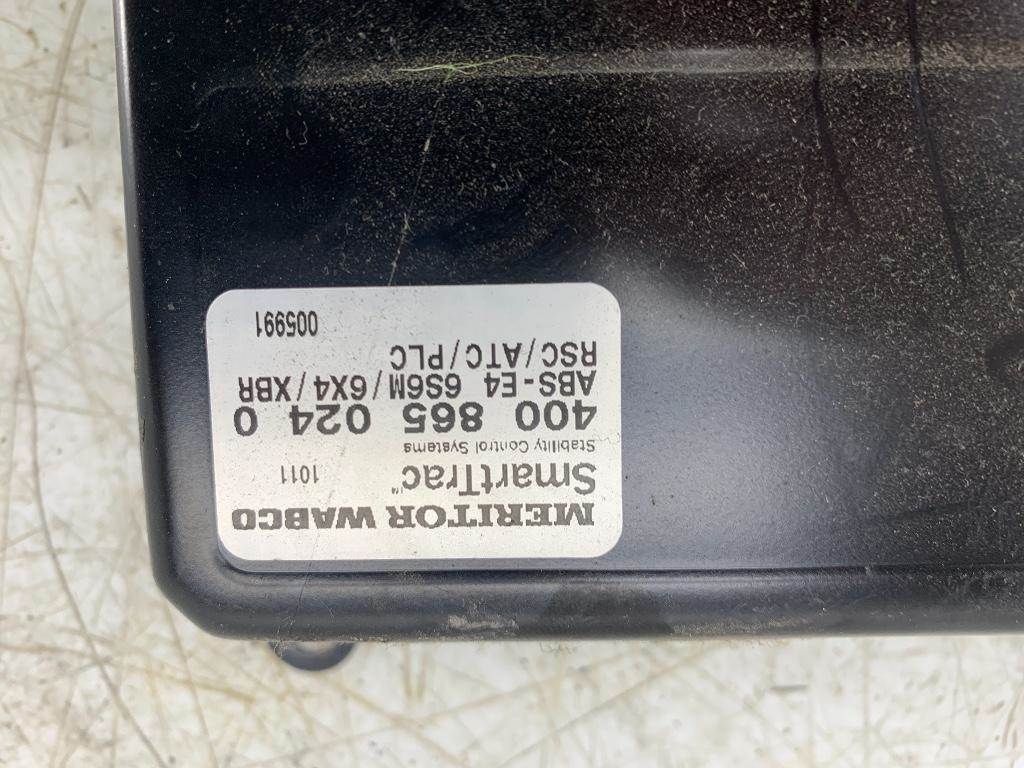 MERITOR WABCO
SmartTrac™ 1011
Stability Control Systems
400 865 024 0
ABS-E4 6S6M/6X4/XBR
RSC/ATC/PLC
005991